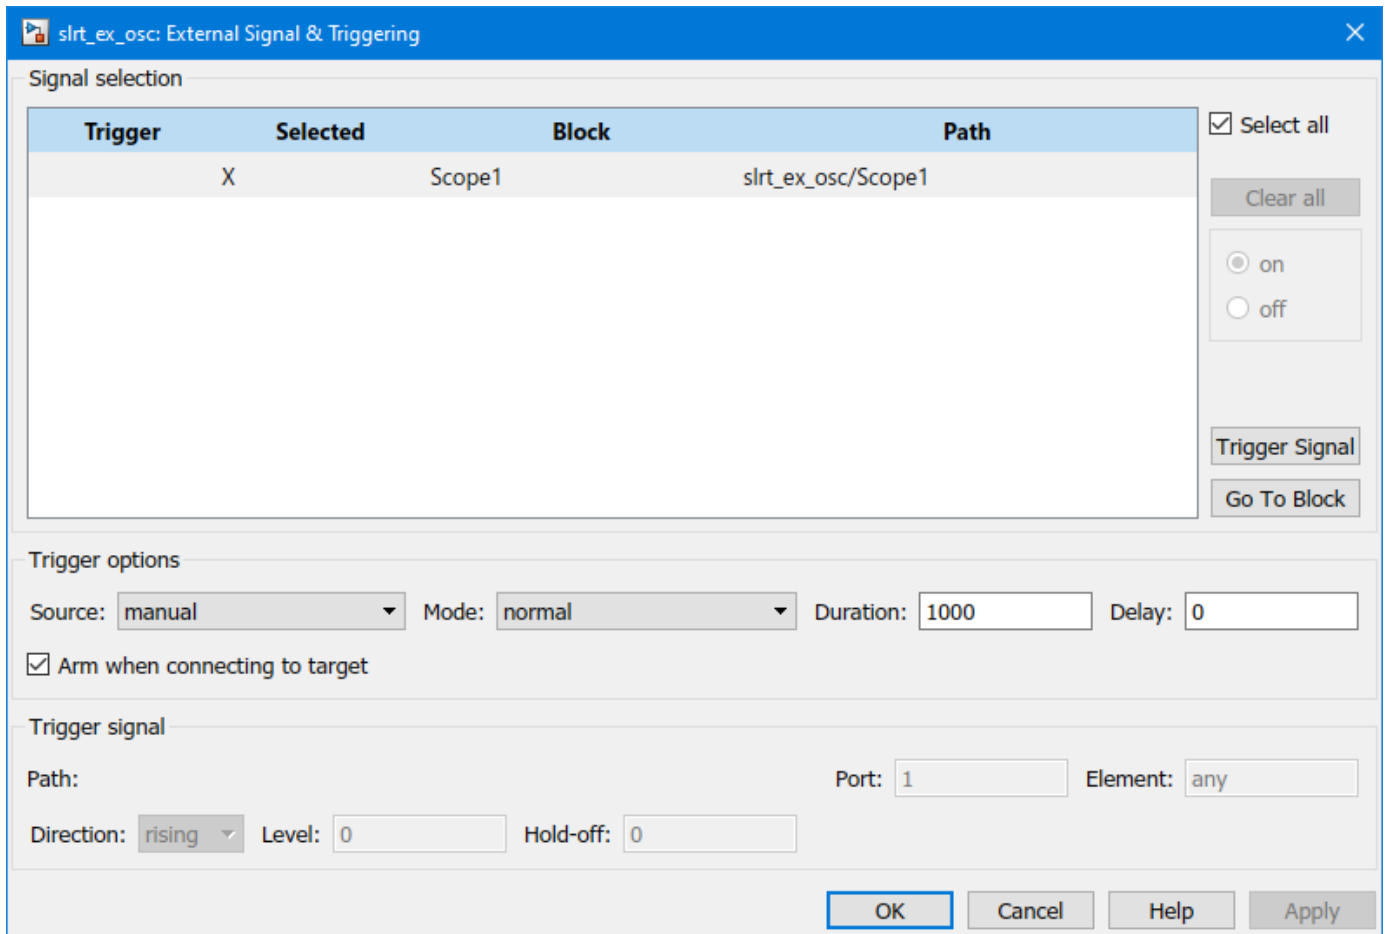 slrt_ex_osc: External Signal & Triggering
Signal selection
Trigger Selected Block Path
X Scope1 slrt_ex_osc/Scope1
Select all
Clear all
on
off
Trigger Signal
Go To Block
Trigger options
Source: manual Mode: normal Duration: 1000 Delay: 0
Arm when connecting to target
Trigger signal
Path: Port: 1 Element: any
Direction: rising Level: 0 Hold-off: 0
OK Cancel Help Apply